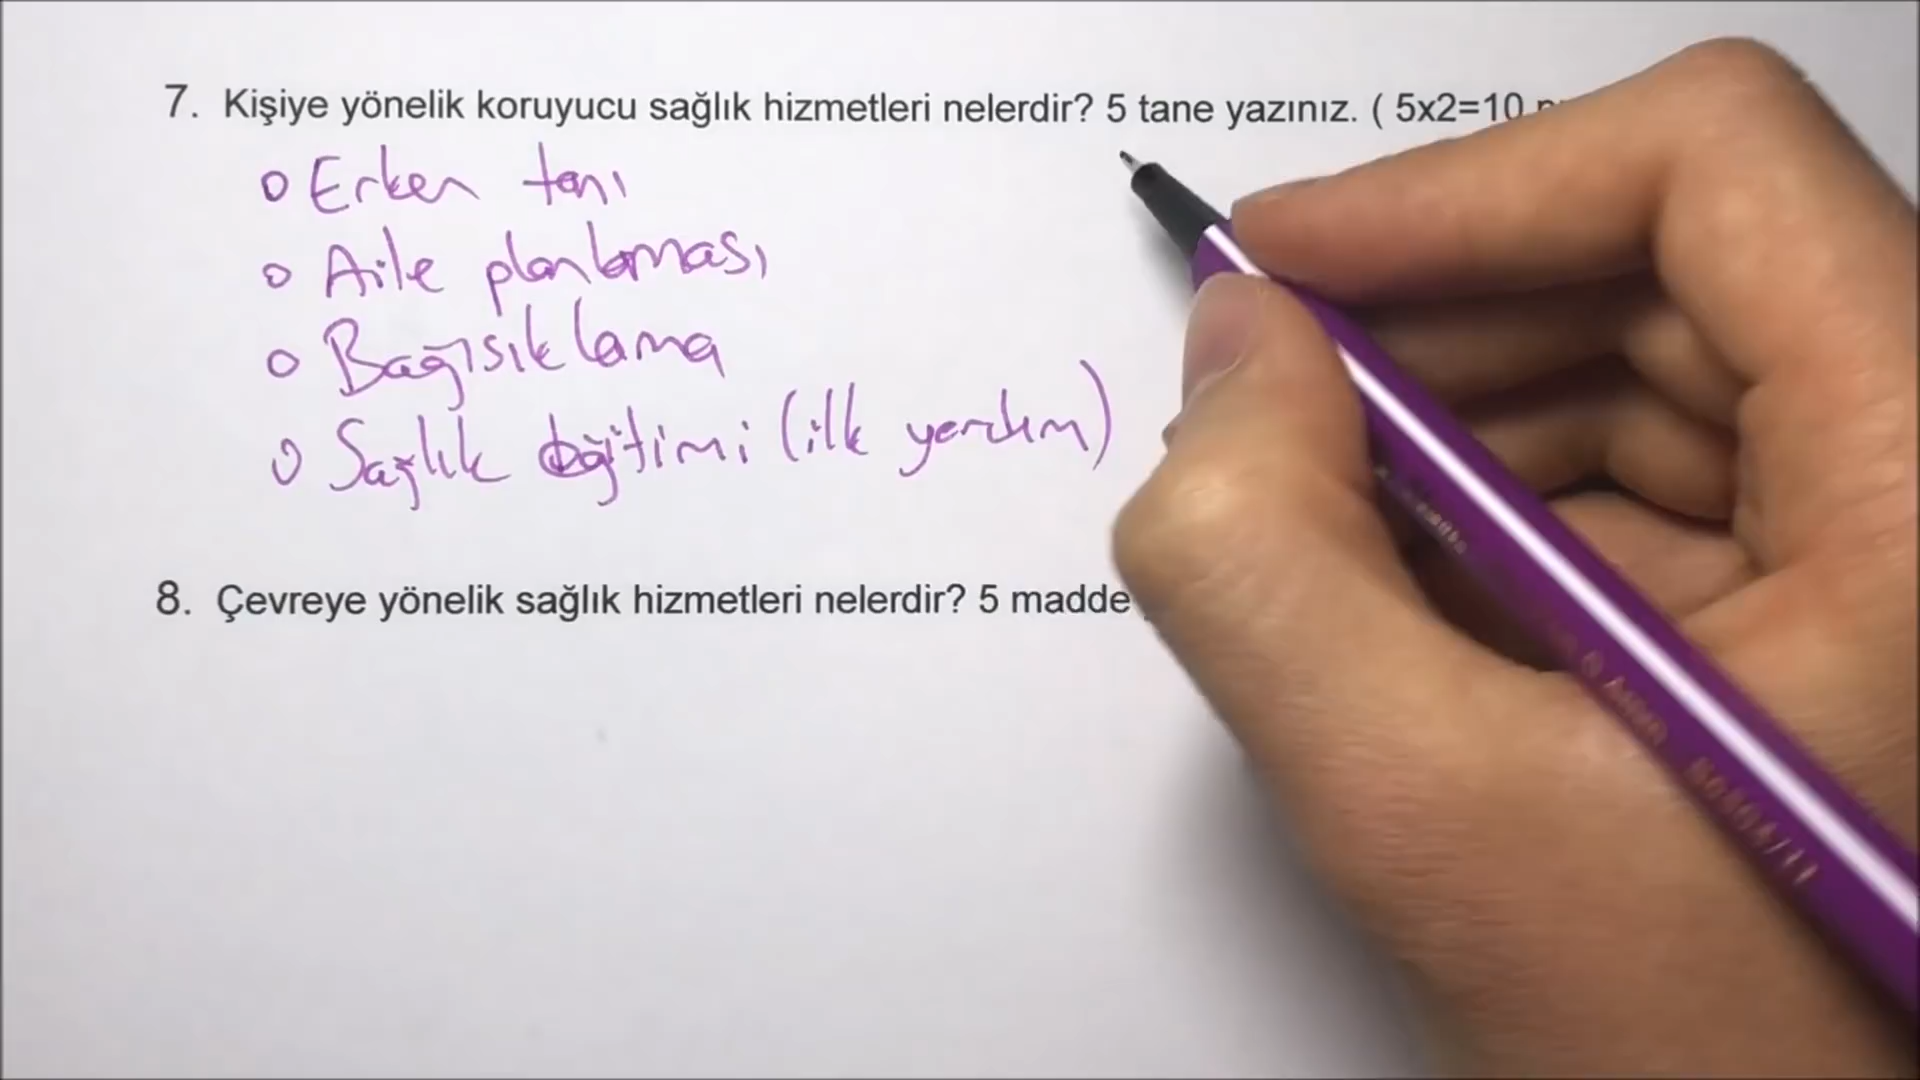 7. Kişiye yönelik koruyucu sağlık hizmetleri nelerdir? 5 tane yazınız. ( 5x2=10
o Erken tanı
o Aile planlaması
o Bağısıklama
o Sağlık eğitimi (ilk yardım)
8. Çevreye yönelik sağlık hizmetleri nelerdir? 5 madde